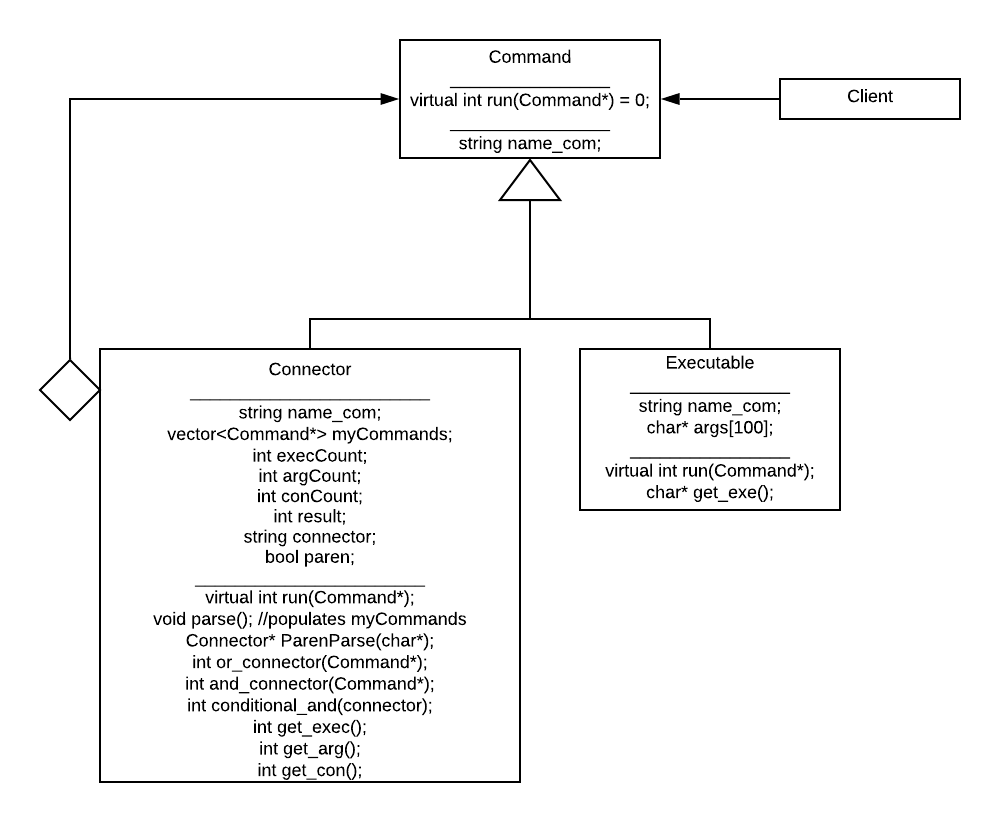 Command
virtual int run(Command*) = 0;
string name_com;
Client
Connector
string name_com;
vector<Command*> myCommands;
int execCount;
int argCount;
int conCount;
int result;
string connector;
bool paren;
virtual int run(Command*);
void parse(); //populates myCommands
Connector* ParenParse(char*);
int or_connector(Command*);
int and_connector(Command*);
int conditional_and(connector);
int get_exec();
int get_arg();
int get_con();
Executable
string name_com;
char* args[100];
virtual int run(Command*);
char* get_exe();